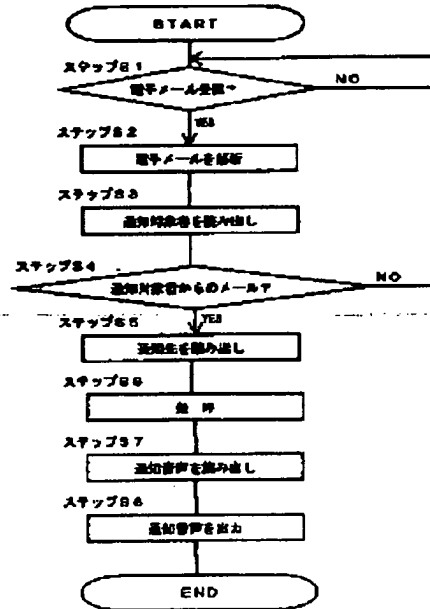 START
ステップS1
電子メール受信?
NO
YES
ステップS2
電子メールを解析
ステップS3
通知対象者を読み出し
ステップS4
通知対象者からのメール?
NO
YES
ステップS5
を読み出し
ステップS6
ステップS7
通知音声を読み出し
ステップS8
通知音声を出力
END